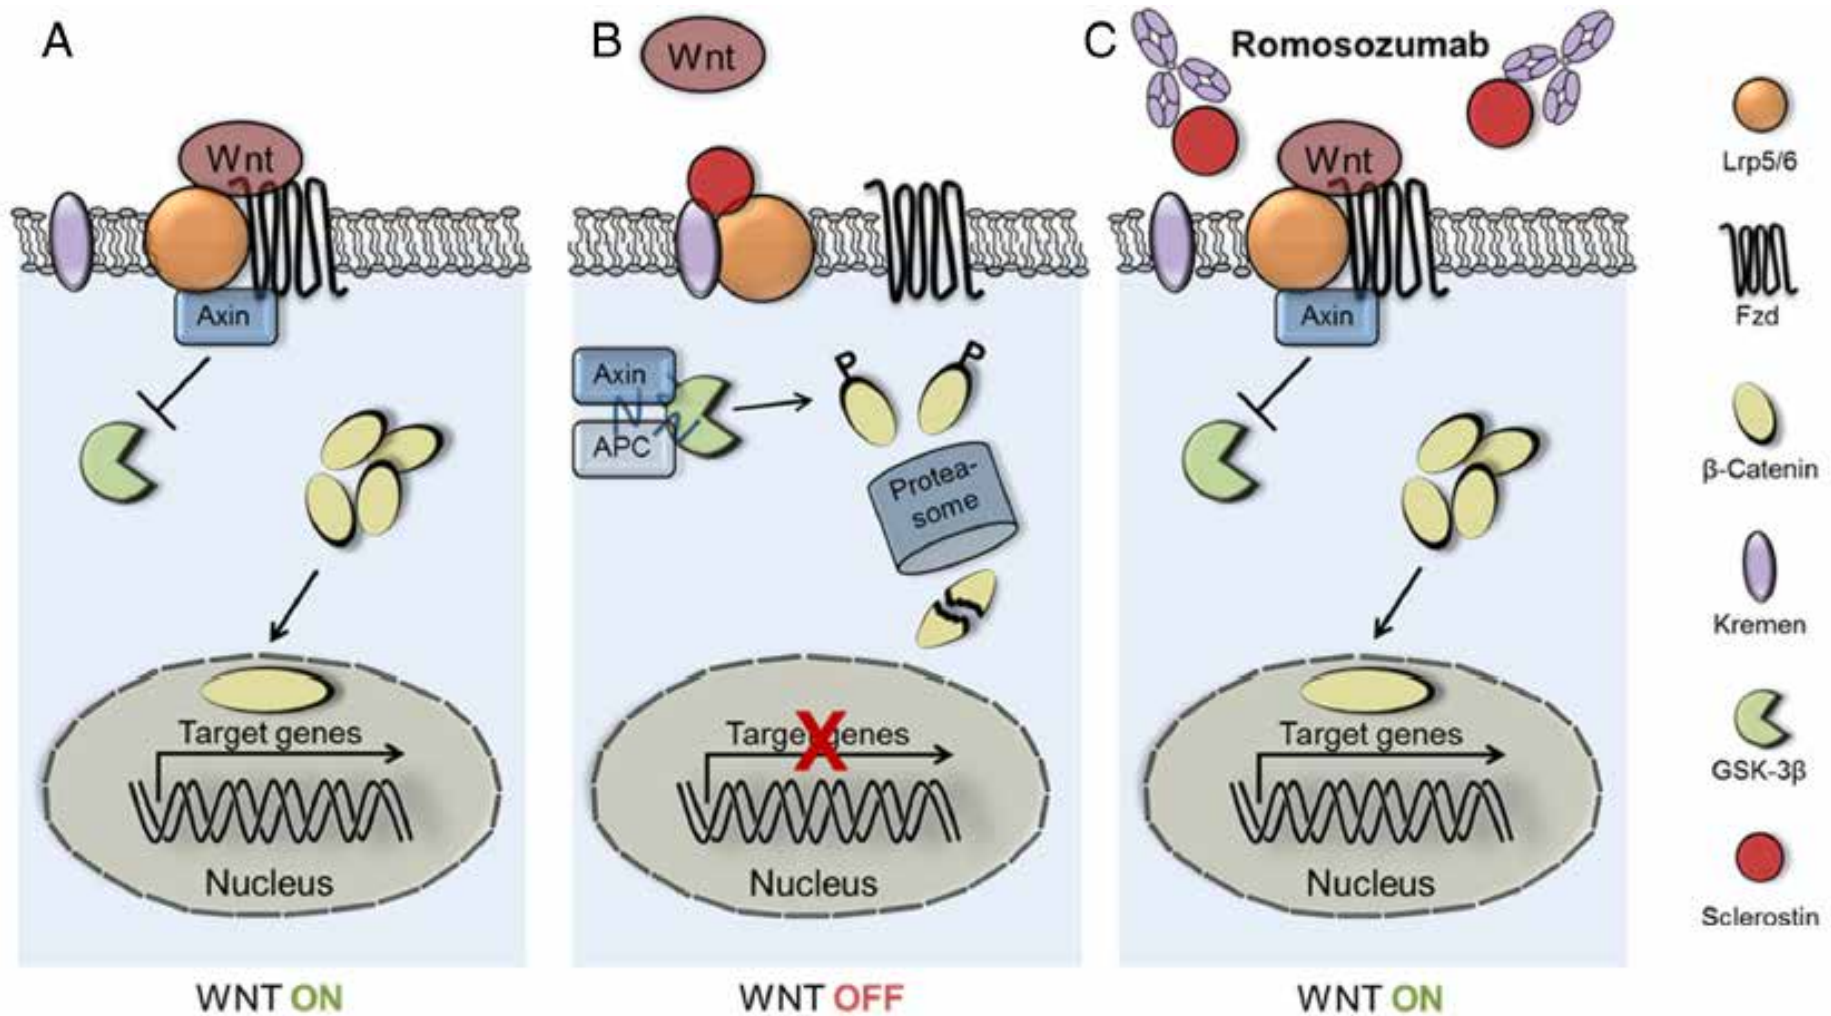 A
Wnt
Axin
Target genes
Nucleus
WNT ON
B
Wnt
Axin
APC
P
P
Protea-
some
Target genes
X
Nucleus
WNT OFF
C
Romosozumab
Wnt
Axin
Target genes
Nucleus
WNT ON
Lrp5/6
Fzd
β-Catenin
Kremen
GSK-3β
Sclerostin